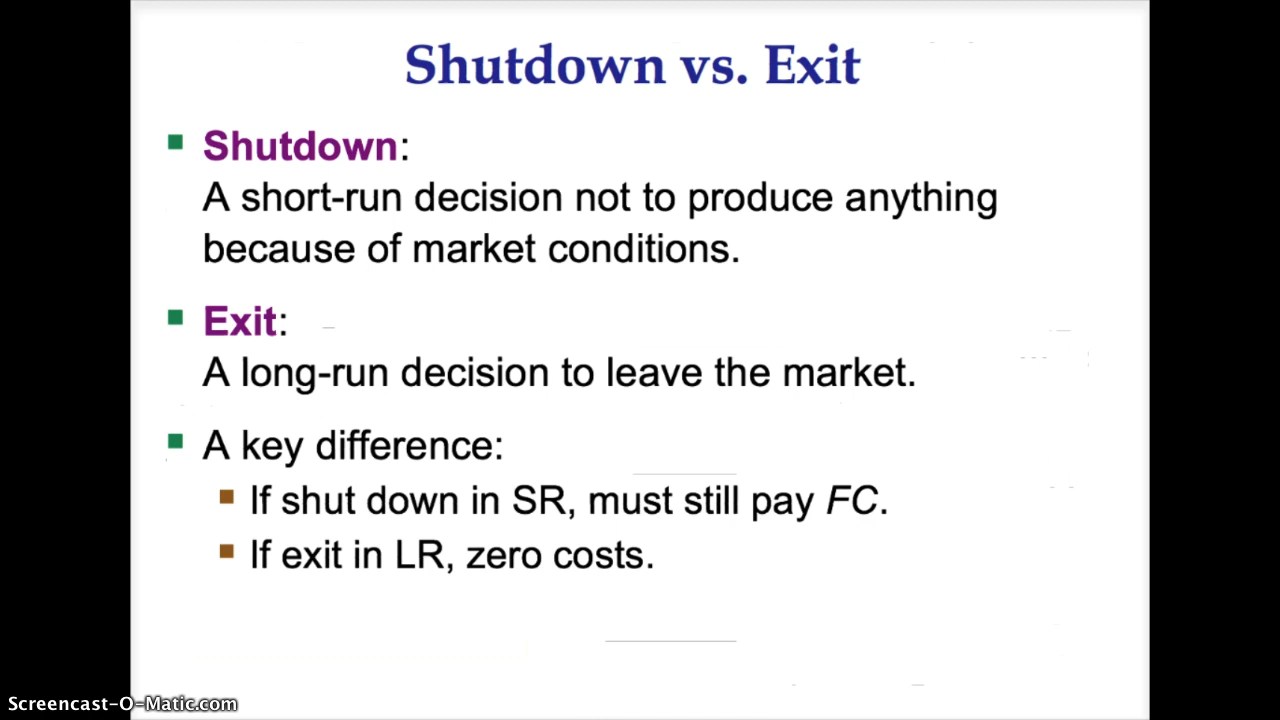 Shutdown vs. Exit
Shutdown:
A short-run decision not to produce anything
because of market conditions.
Exit:
A long-run decision to leave the market.
A key difference:
If shut down in SR, must still pay FC.
If exit in LR, zero costs.
Screencast-O-Matic.com